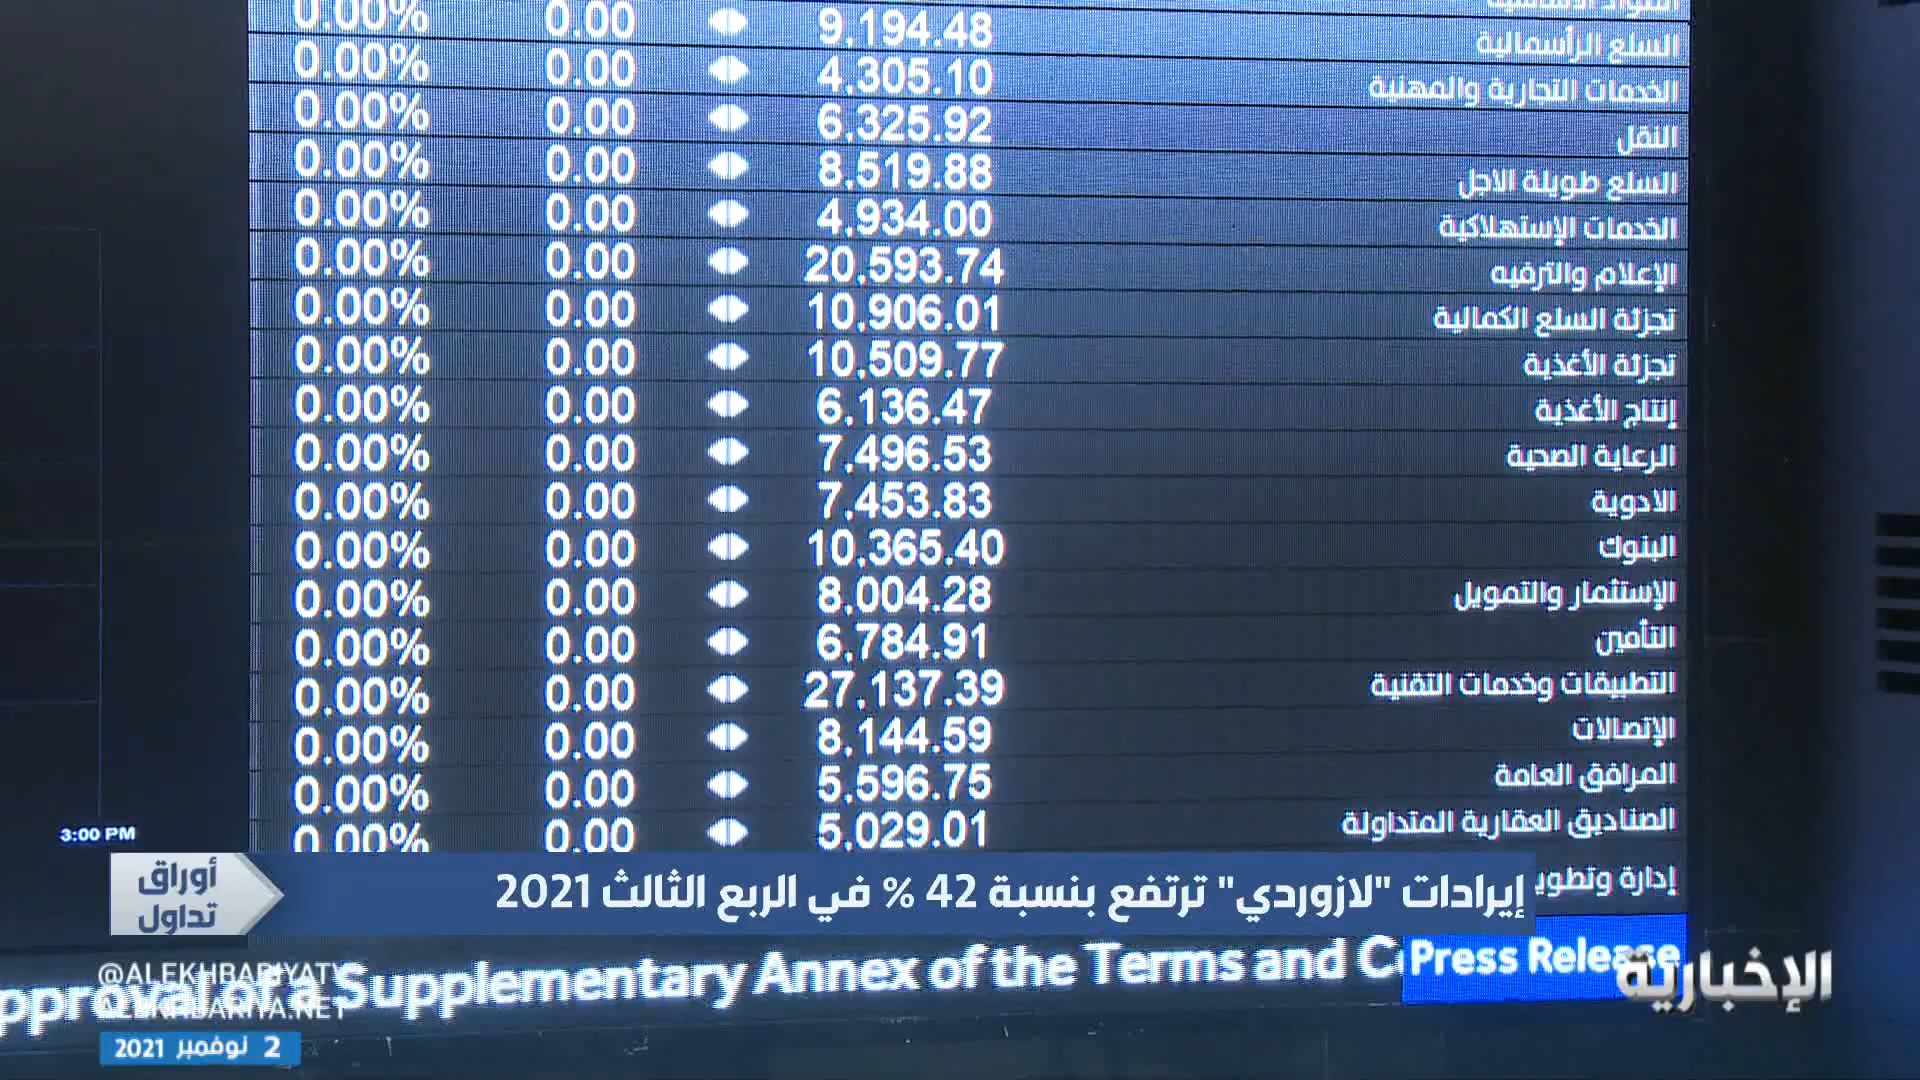 السلع الرأسمالية 9,194.48 0.00 0.00%
الخدمات التجارية والمهنية 4,305.10 0.00 0.00%
النقل 6,325.92 0.00 0.00%
السلع طويلة الاجل 8,519.88 0.00 0.00%
الخدمات الإستهلاكية 4,934.00 0.00 0.00%
الإعلام والترفيه 20,593.74 0.00 0.00%
تجزئة السلع الكمالية 10,906.01 0.00 0.00%
تجزئة الأغذية 10,509.77 0.00 0.00%
إنتاج الأغذية 6,136.47 0.00 0.00%
الرعاية الصحية 7,496.53 0.00 0.00%
الادوية 7,453.83 0.00 0.00%
البنوك 10,365.40 0.00 0.00%
الإستثمار والتمويل 8,004.28 0.00 0.00%
التأمين 6,784.91 0.00 0.00%
التطبيقات وخدمات التقنية 27,137.39 0.00 0.00%
الإتصالات 8,144.59 0.00 0.00%
المرافق العامة 5,596.75 0.00 0.00%
الصناديق العقارية المتداولة 5,029.01 0.00 0.00%
إدارة
3:00 PM
أوراق
تداول
إيرادات "لازوردي" ترتفع بنسبة 42 % في الربع الثالث 2021
Supplementary Annex of the Terms and
Press Release
الإخبارية
@ALEKHBARIYATV
ALEKHBARIYA.NET
2 نوفمبر 2021